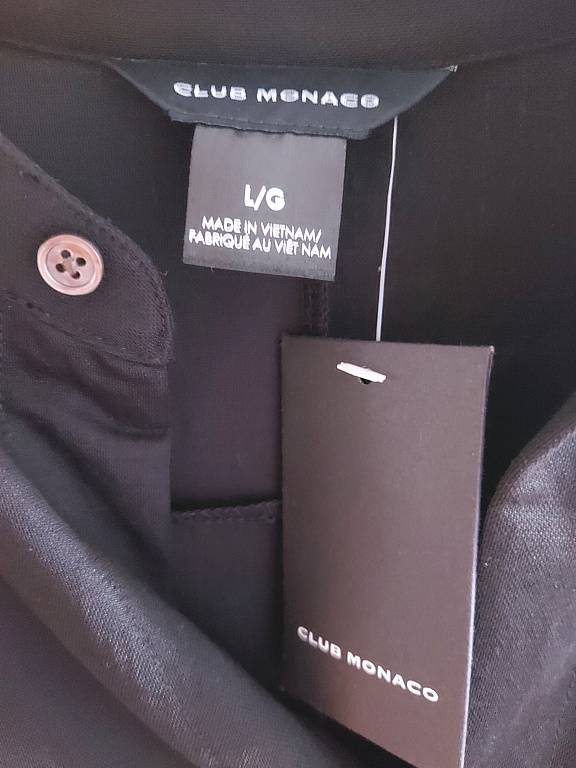 CLUB MONACO
L/G
MADE IN VIETNAM/
FABRIQUÉ AU VIÊT NAM
CLUB MONACO